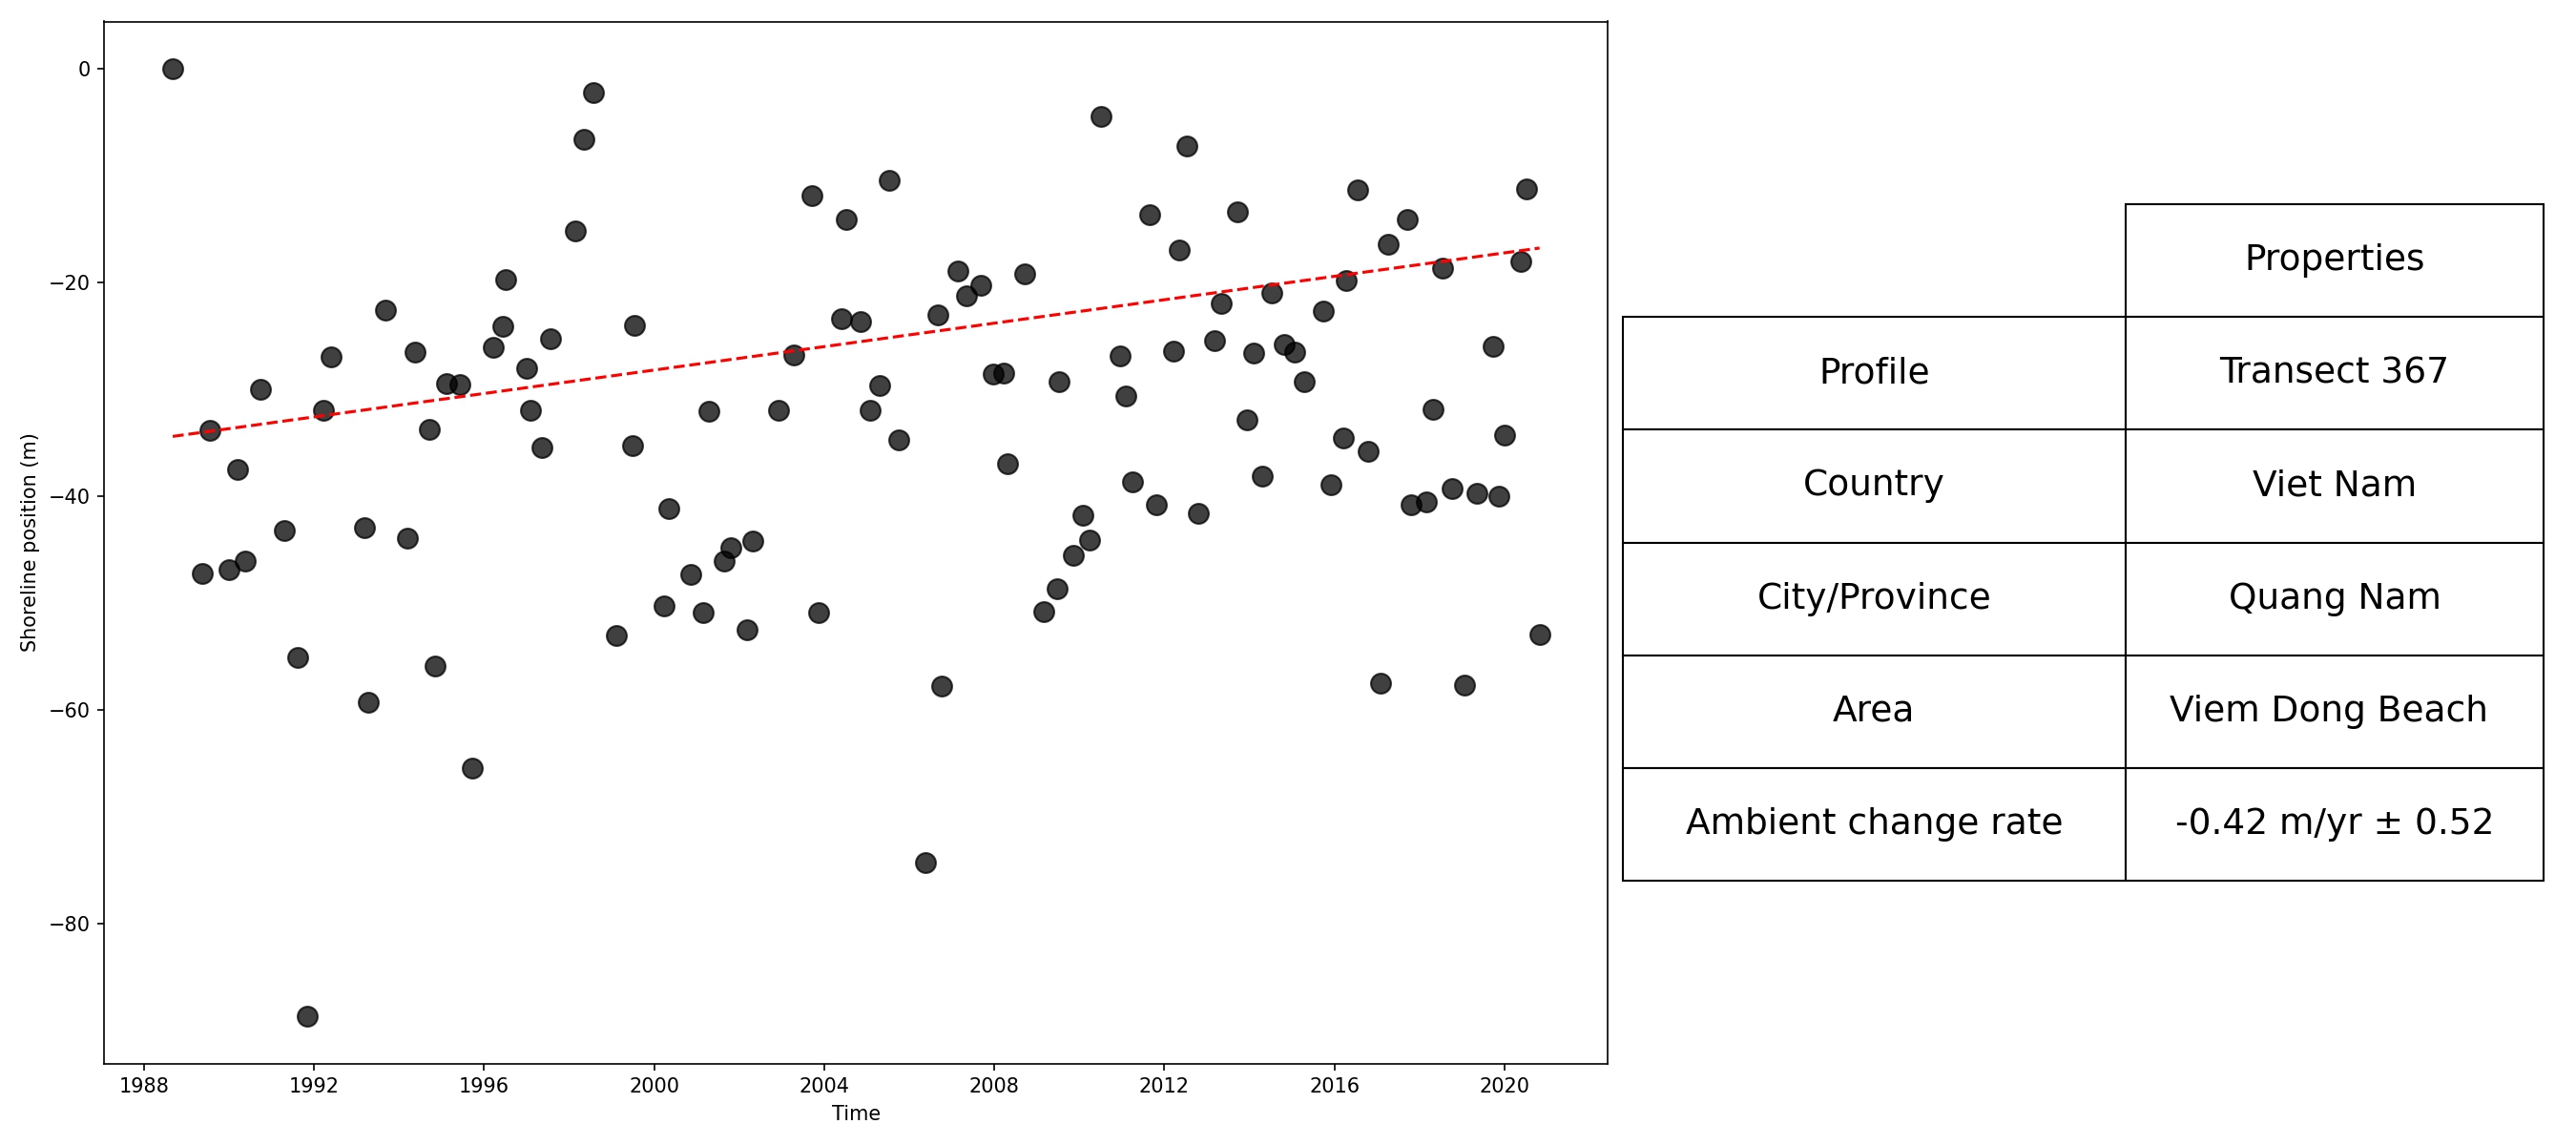 0
−20
−40
−60
−80
Shoreline position (m)
1988 1992 1996 2000 2004 2008 2012 2016 2020
Time
Properties
Profile Transect 367
Country Viet Nam
City/Province Quang Nam
Area Viem Dong Beach
Ambient change rate -0.42 m/yr ± 0.52